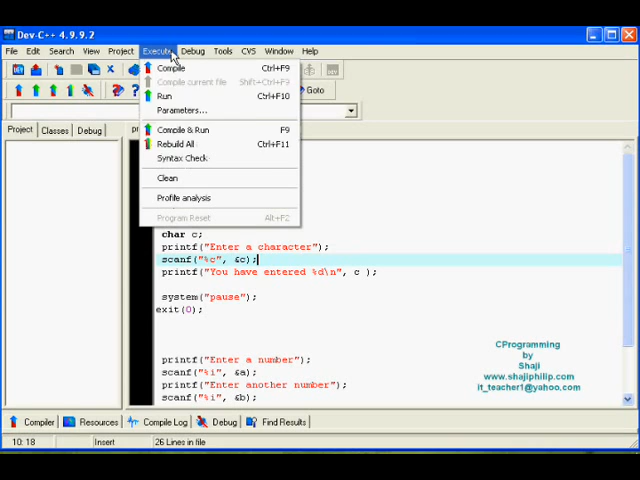 Dev-C++ 4.9.9.2
File Edit Search View Project Execute Debug Tools CVS Window Help
Compile Ctrl+F9
Compile current file Shift+Ctrl+F9
Run Ctrl+F10
Parameters...
Compile & Run F9
Rebuild All Ctrl+F11
Syntax Check
Clean
Profile analysis
Program Reset Alt+F2
Goto
Project Classes Debug
char c;
printf("Enter a character");
scanf("%c", &c);
printf("You have entered %d\n", c );
system("pause");
exit(0);
printf("Enter a number");
scanf("%i", &a);
printf("Enter another number");
scanf("%i", &b);
CProgramming
by
Shaji
www.shajiphilip.com
it_teacher1@yahoo.com
Compiler Resources Compile Log Debug Find Results
10: 18 Insert 26 Lines in file